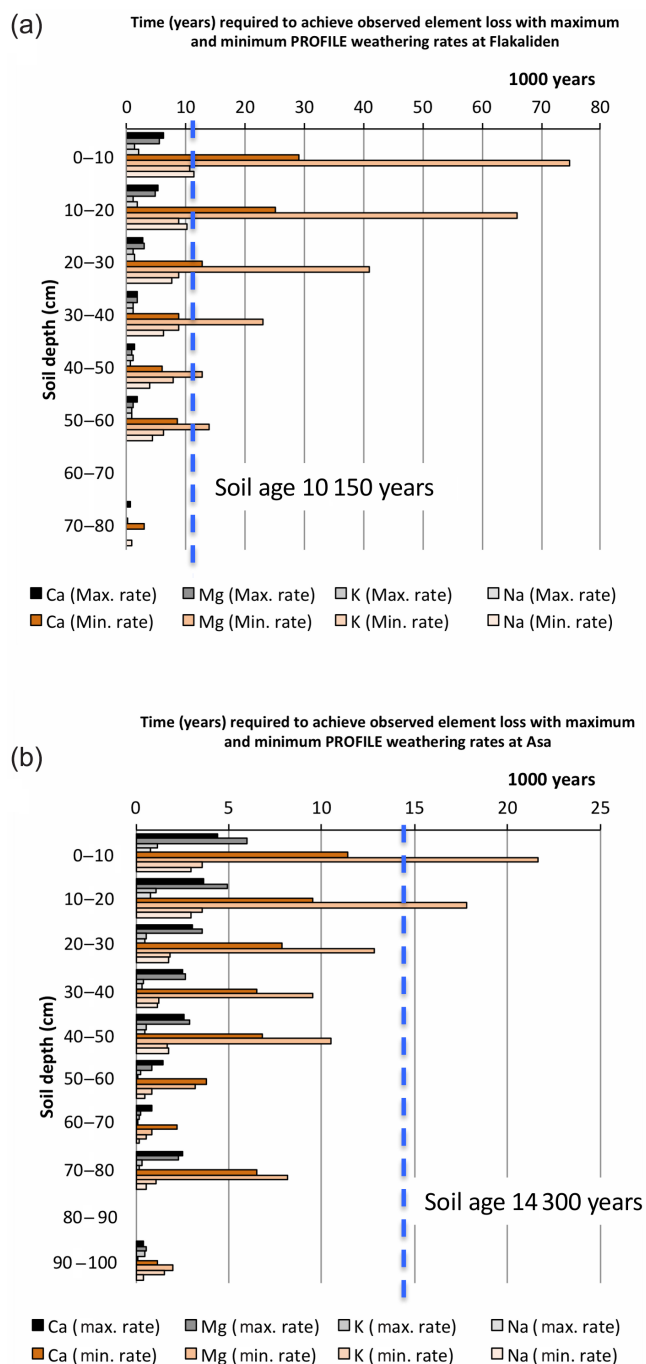 (a)
Time (years) required to achieve observed element loss with maximum
and minimum PROFILE weathering rates at Flakaliden
1000 years
0 10 20 30 40 50 60 70 80
Soil depth (cm)
0–10
10–20
20–30
30–40
40–50
50–60
60–70
70–80
Soil age 10 150 years
Ca (Max. rate) Mg (Max. rate) K (Max. rate) Na (Max. rate)
Ca (Min. rate) Mg (Min. rate) K (Min. rate) Na (Min. rate)
(b)
Time (years) required to achieve observed element loss with maximum
and minimum PROFILE weathering rates at Asa
1000 years
0 5 10 15 20 25
Soil depth (cm)
0–10
10–20
20–30
30–40
40–50
50–60
60–70
70–80
80–90
90–100
Soil age 14 300 years
Ca (max. rate) Mg (max. rate) K (max. rate) Na (max. rate)
Ca (min. rate) Mg (min. rate) K (min. rate) Na (min. rate)